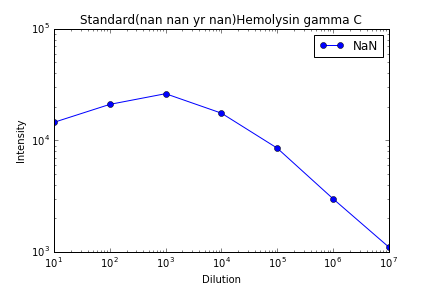 Standard(nan nan yr nan)Hemolysin gamma C
NaN
10^5
10^4
10^3
Intensity
10^1 10^2 10^3 10^4 10^5 10^6 10^7
Dilution